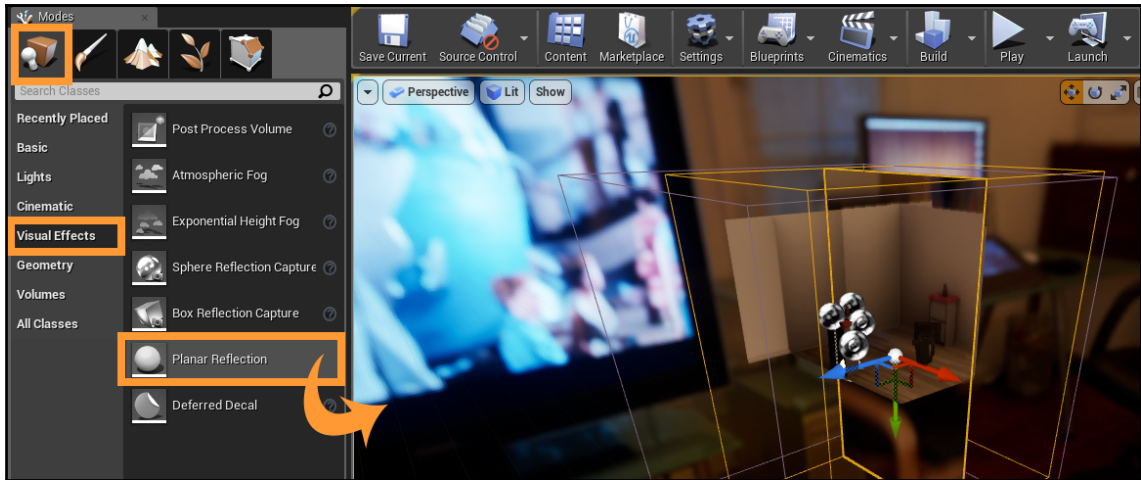 Modes
Save Current
Source Control
Content
Marketplace
Settings
Blueprints
Cinematics
Build
Play
Launch
Search Classes
Perspective
Lit
Show
Recently Placed
Basic
Lights
Cinematic
Visual Effects
Geometry
Volumes
All Classes
Post Process Volume
Atmospheric Fog
Exponential Height Fog
Sphere Reflection Capture
Box Reflection Capture
Planar Reflection
Deferred Decal